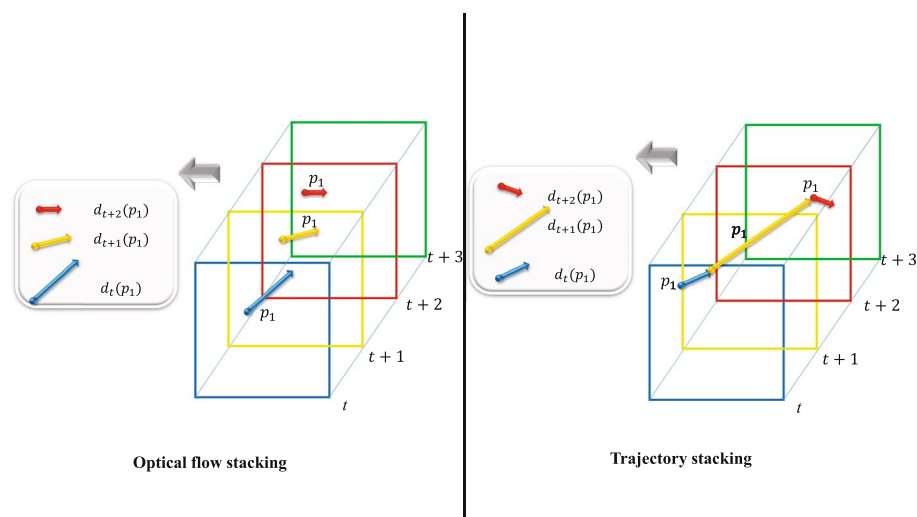 p₁
d_{t+2}(p₁)
p₁
d_{t+1}(p₁)
d_t(p₁)
p₁
t + 3
t + 2
t + 1
t
Optical flow stacking
p₁
d_{t+2}(p₁)
d_{t+1}(p₁)
p₁
d_t(p₁)
p₁
t + 3
t + 2
t + 1
t
Trajectory stacking